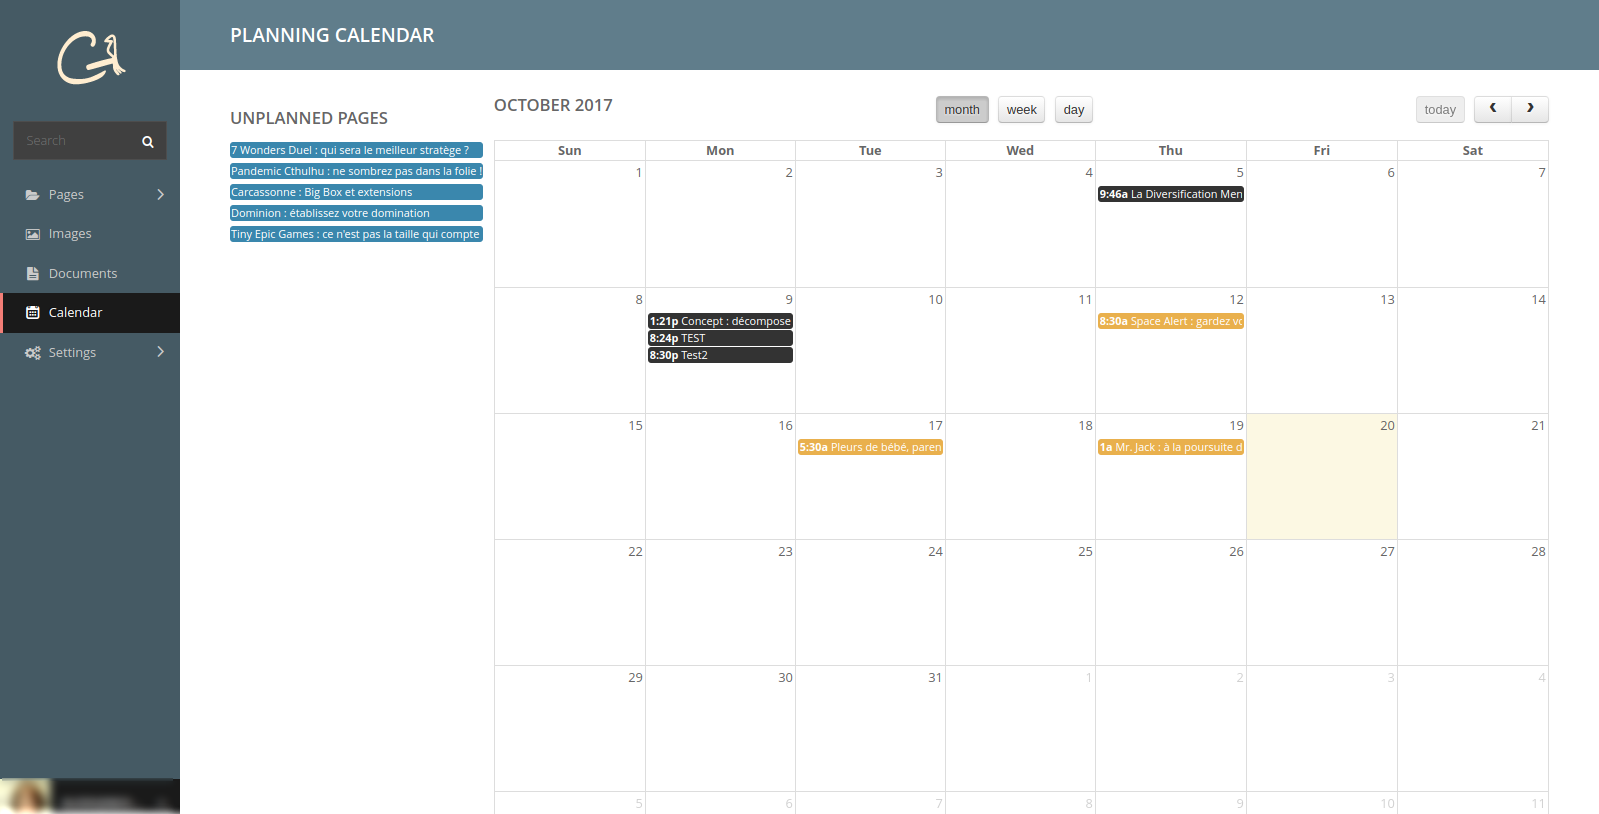 PLANNING CALENDAR
Search
Pages
Images
Documents
Calendar
Settings
UNPLANNED PAGES
7 Wonders Duel : qui sera le meilleur stratège ?
Pandemic Cthulhu : ne sombrez pas dans la folie !
Carcassonne : Big Box et extensions
Dominion : établissez votre domination
Tiny Epic Games : ce n'est pas la taille qui compte
OCTOBER 2017
month week day
today
Sun Mon Tue Wed Thu Fri Sat
1 2 3 4 5 6 7
9:46a La Diversification Men
8 9 10 11 12 13 14
1:21p Concept : décompose
8:30a Space Alert : gardez vo
8:24p TEST
8:30p Test2
15 16 17 18 19 20 21
5:30a Pleurs de bébé, paren
1a Mr. Jack : à la poursuite d
22 23 24 25 26 27 28
29 30 31 1 2 3 4
5 6 7 8 9 10 11